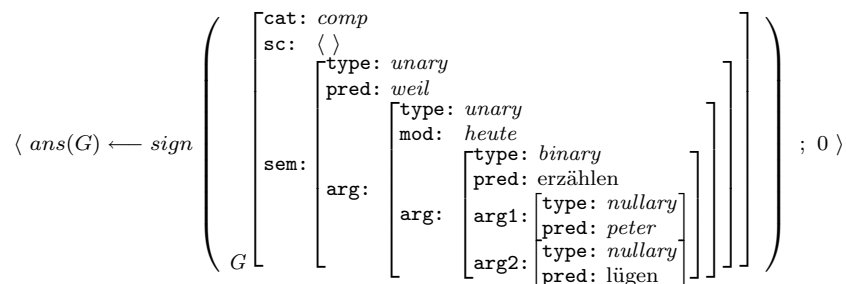 cat: comp
sc: ⟨ ⟩
type: unary
pred: weil
type: unary
mod: heute
⟨ ans(G) ⟵ sign ; 0 ⟩
sem:
type: binary
pred: erzählen
arg:
arg: arg1: type: nullary
pred: peter
arg2: type: nullary
G pred: lügen